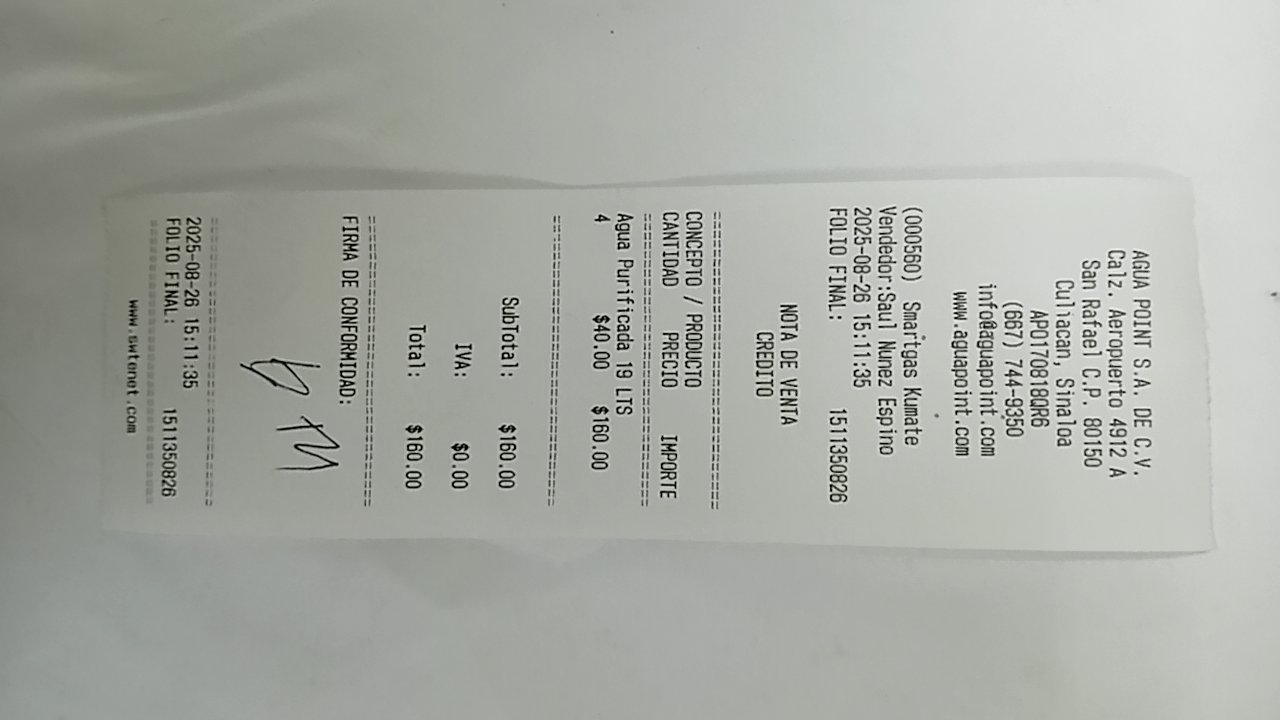 AGUA POINT S.A. DE C.V.
Calz. Aeropuerto 4912 A
San Rafael C.P. 80150
Culiacan, Sinaloa
APO170818QR6
(667) 744-9350
info@aguapoint.com
www.aguapoint.com
(000560) Smartgas Kumate
Vendedor:Saul Nunez Espino
2025-08-26 15:11:35
FOLIO FINAL: 1511350826
NOTA DE VENTA
CREDITO
=================================
CONCEPTO / PRODUCTO
CANTIDAD PRECIO IMPORTE
=================================
Agua Purificada 19 LTS
4 $40.00 $160.00
=================================
SubTotal: $160.00
IVA: $0.00
Total: $160.00
=================================
FIRMA DE CONFORMIDAD:
=================================
2025-08-26 15:11:35
FOLIO FINAL: 1511350826
=================================
www.swtenet.com